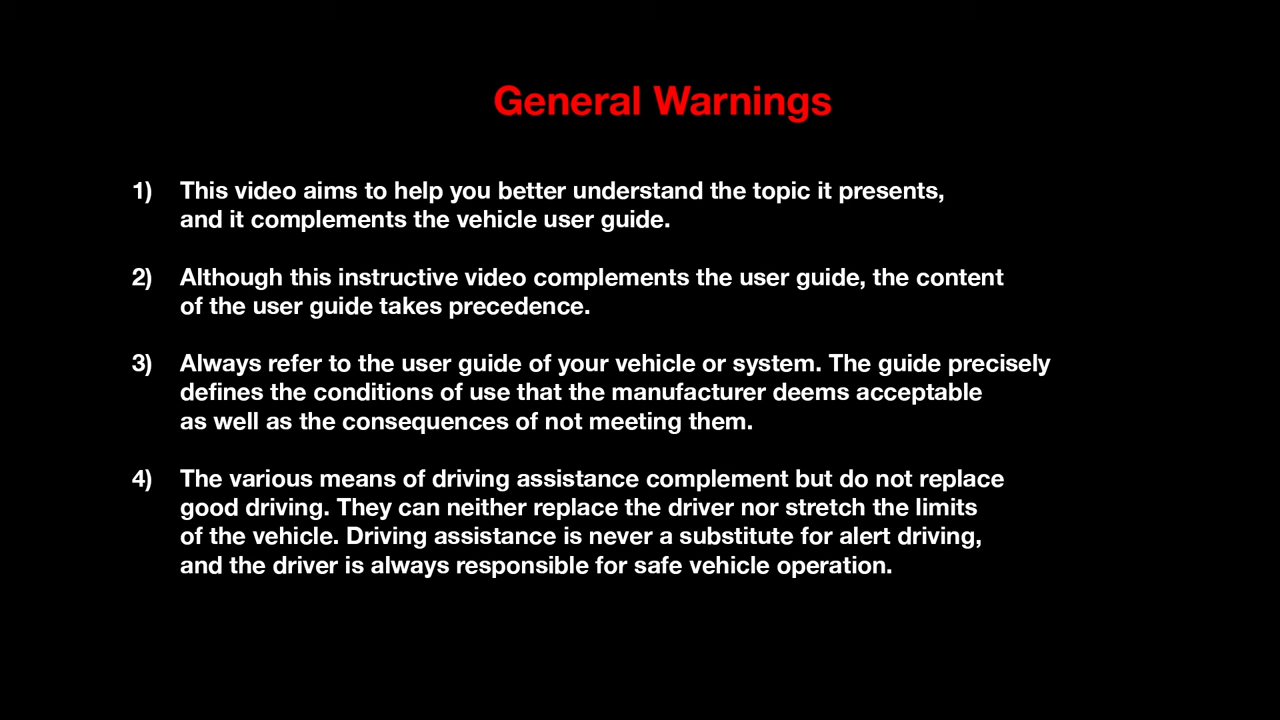 General Warnings
1) This video aims to help you better understand the topic it presents,
and it complements the vehicle user guide.
2) Although this instructive video complements the user guide, the content
of the user guide takes precedence.
3) Always refer to the user guide of your vehicle or system. The guide precisely
defines the conditions of use that the manufacturer deems acceptable
as well as the consequences of not meeting them.
4) The various means of driving assistance complement but do not replace
good driving. They can neither replace the driver nor stretch the limits
of the vehicle. Driving assistance is never a substitute for alert driving,
and the driver is always responsible for safe vehicle operation.